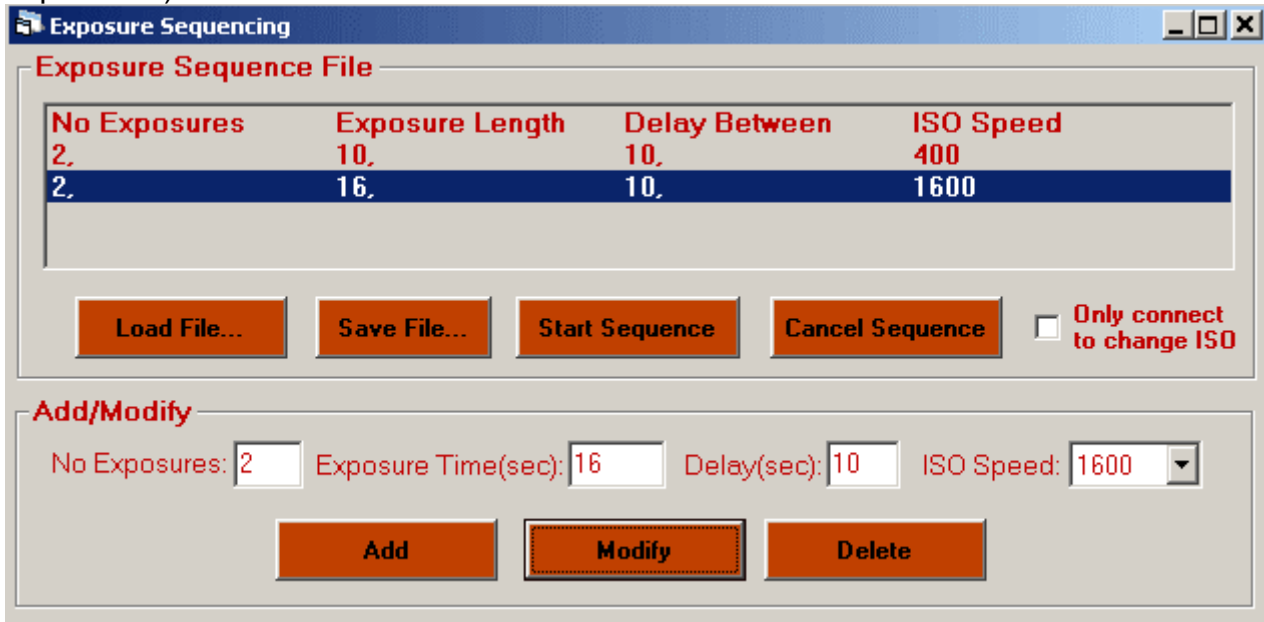 Exposure Sequencing
Exposure Sequence File
No Exposures Exposure Length Delay Between ISO Speed
2, 10, 10, 400
2, 16, 10, 1600
Load File... Save File... Start Sequence Cancel Sequence Only connect
to change ISO
Add/Modify
No Exposures: 2 Exposure Time(sec): 16 Delay(sec): 10 ISO Speed: 1600
Add Modify Delete